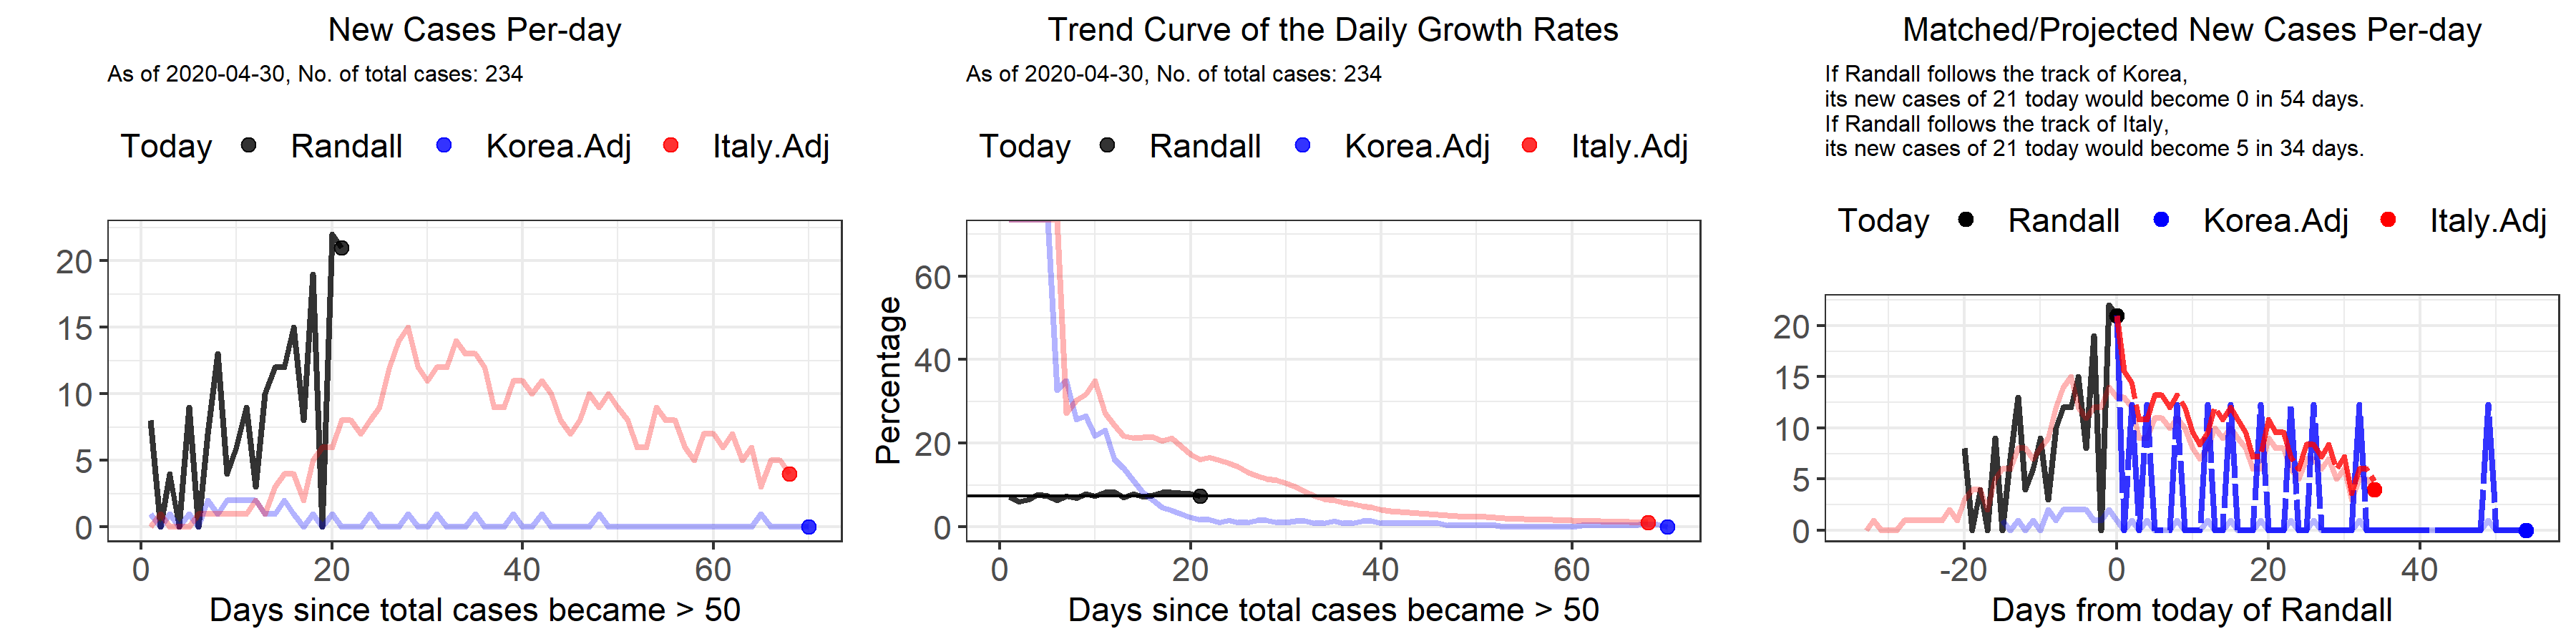 New Cases Per-day
As of 2020-04-30, No. of total cases: 234
Today Randall Korea.Adj Italy.Adj
20
15
10
5
0
0 20 40 60
Days since total cases became > 50
Trend Curve of the Daily Growth Rates
As of 2020-04-30, No. of total cases: 234
Today Randall Korea.Adj Italy.Adj
Percentage
60
40
20
0
0 20 40 60
Days since total cases became > 50
Matched/Projected New Cases Per-day
If Randall follows the track of Korea,
its new cases of 21 today would become 0 in 54 days.
If Randall follows the track of Italy,
its new cases of 21 today would become 5 in 34 days.
Today Randall Korea.Adj Italy.Adj
20
15
10
5
0
-20 0 20 40
Days from today of Randall